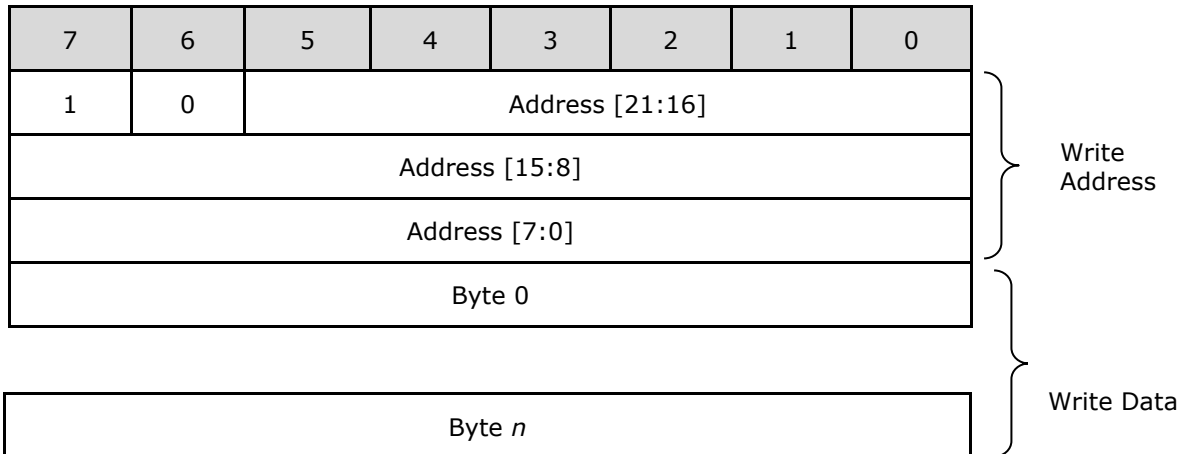 7 6 5 4 3 2 1 0
1 0 Address [21:16]
Address [15:8]
Address [7:0]
Write
Address
Byte 0
Byte n
Write Data